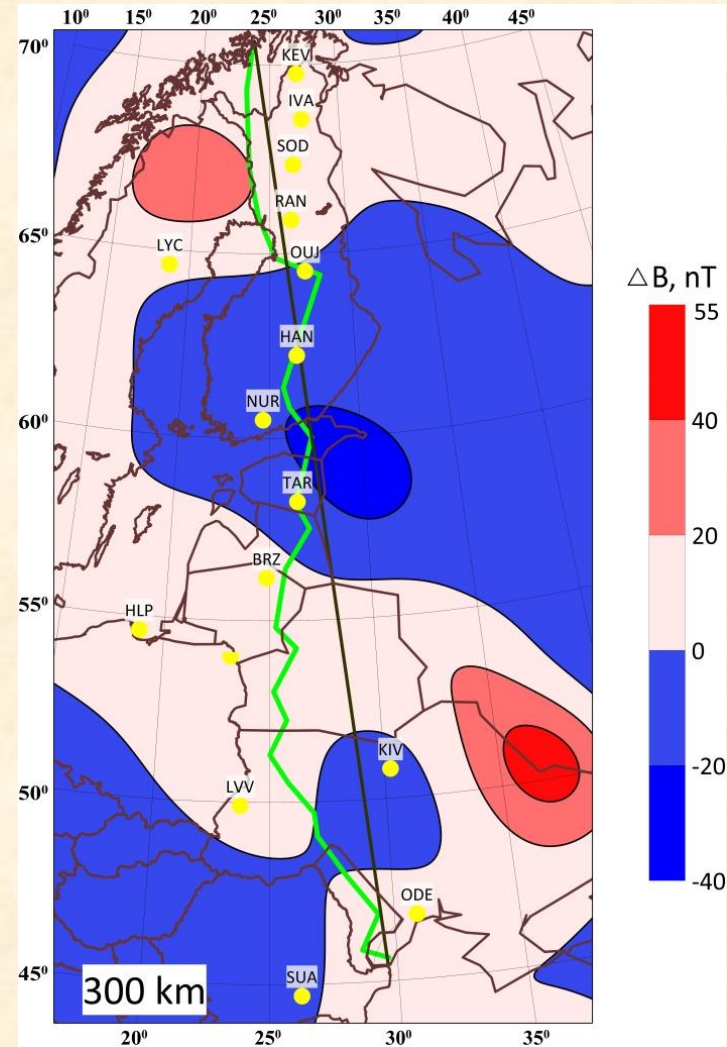 10⁰ 15⁰ 20⁰ 25⁰ 30⁰ 35⁰ 40⁰ 45⁰
70⁰
KEV
IVA
SOD
RAN
65⁰
LYC
OUJ
△B, nT
55
HAN
NUR
60⁰
40
TAR
20
BRZ
55⁰
HLP
0
KIV
-20
50⁰
LVV
-40
ODE
45⁰
300 km
SUA
20⁰ 25⁰ 30⁰ 35⁰